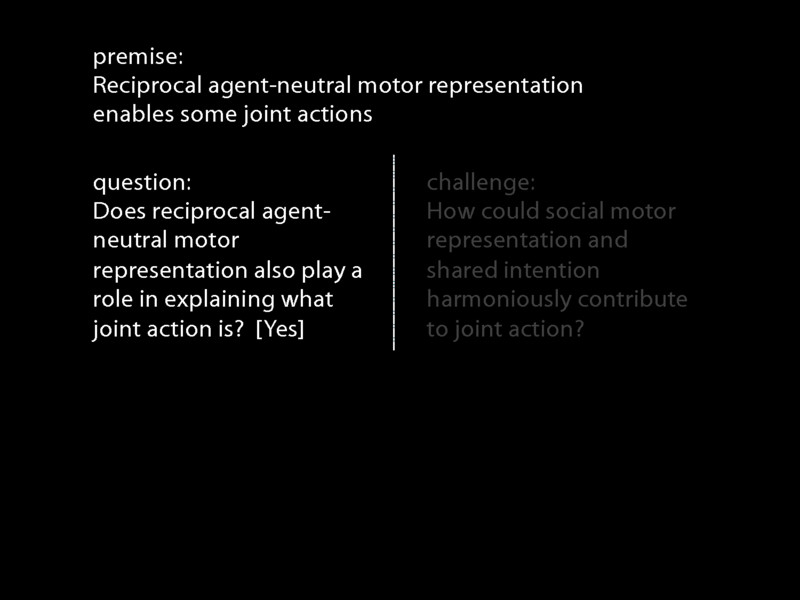 premise:
Reciprocal agent-neutral motor representation
enables some joint actions
question:
Does reciprocal agent-
neutral motor
representation also play a
role in explaining what
joint action is?  [Yes]
challenge:
How could social motor
representation and
shared intention
harmoniously contribute
to joint action?